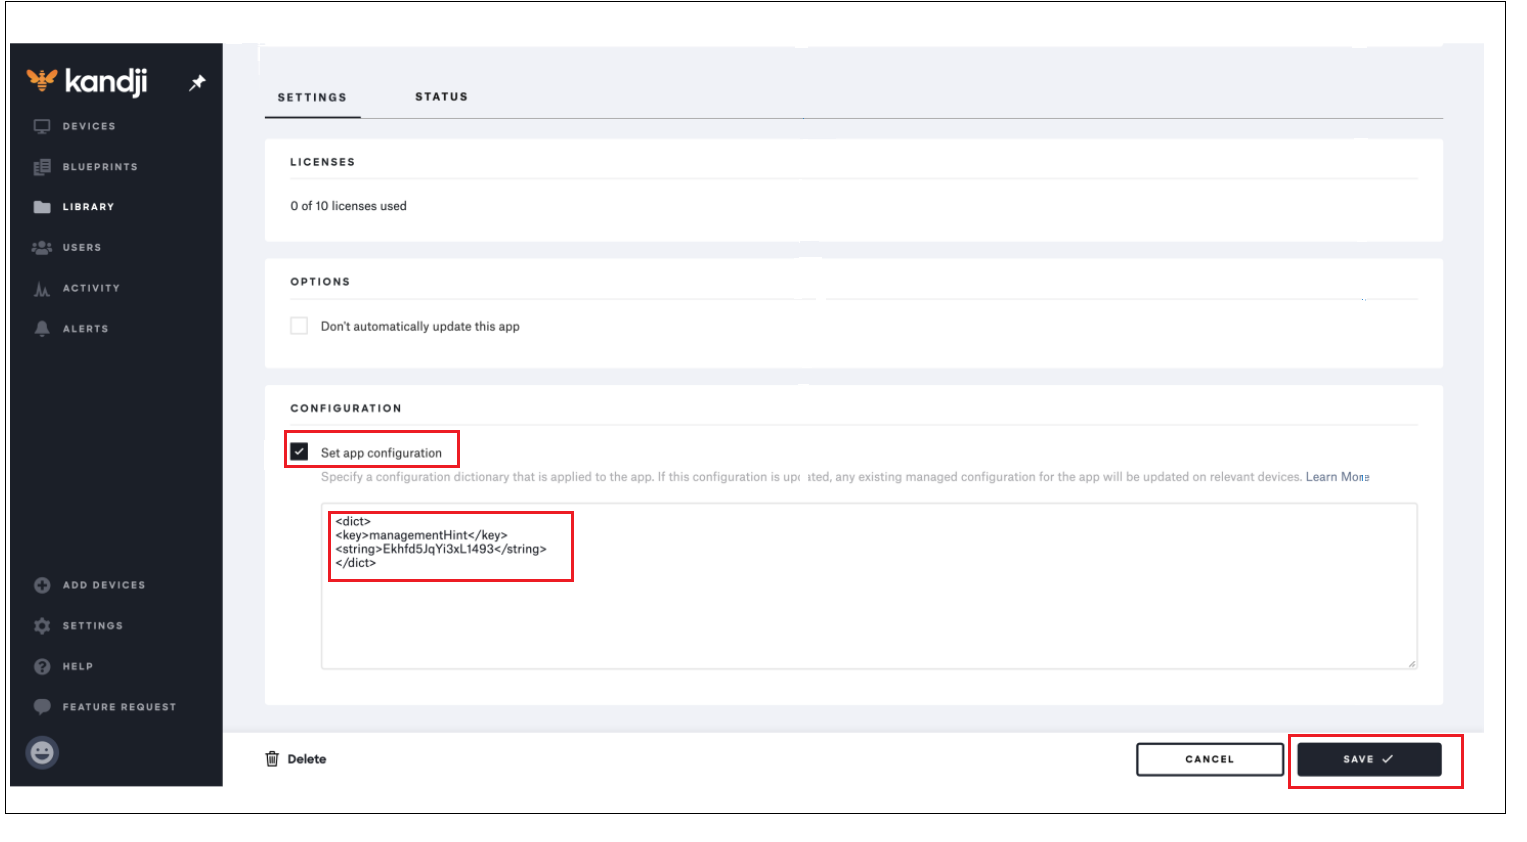 kandji
DEVICES
BLUEPRINTS
LIBRARY
USERS
ACTIVITY
ALERTS
ADD DEVICES
SETTINGS
HELP
FEATURE REQUEST
SETTINGS
STATUS
LICENSES
0 of 10 licenses used
OPTIONS
Don't automatically update this app
CONFIGURATION
Set app configuration
Specify a configuration dictionary that is applied to the app. If this configuration is updated, any existing managed configuration for the app will be updated on relevant devices. Learn More
<dict>
<key>managementHint</key>
<string>Ekhfd5JqYi3xL1493</string>
</dict>
Delete
CANCEL
SAVE